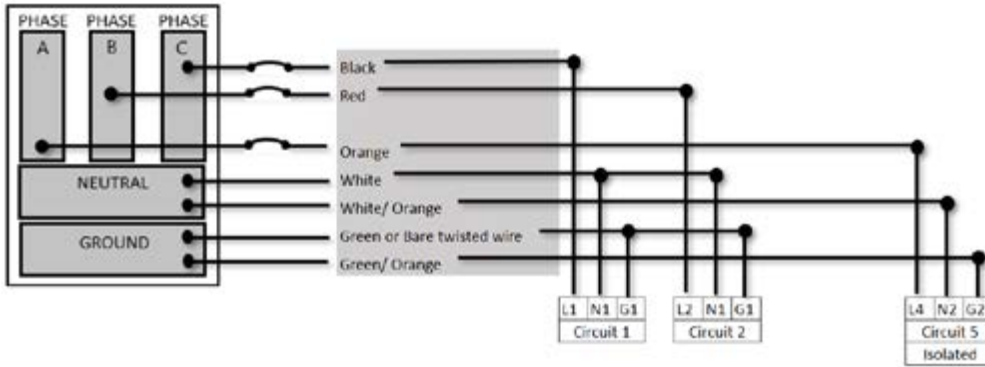 PHASE PHASE PHASE
A B C
Black
Red
Orange
NEUTRAL
White
White/ Orange
GROUND
Green or Bare twisted wire
Green/ Orange
L1 N1 G1
Circuit 1
L2 N1 G1
Circuit 2
L4 N2 G2
Circuit 5
Isolated